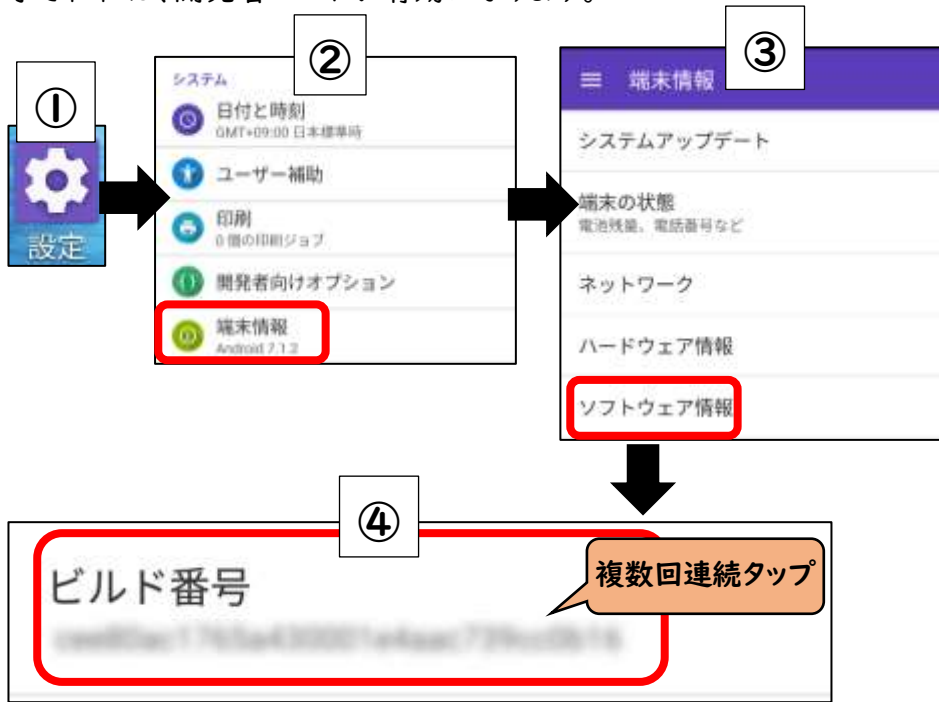 ①
設定
②
システム
日付と時刻
GMT+09:00 日本標準時
ユーザー補助
印刷
0 個の印刷ジョブ
開発者向けオプション
端末情報
Android 7.1.2
③
端末情報
システムアップデート
端末の状態
電池残量、電話番号など
ネットワーク
ハードウェア情報
ソフトウェア情報
④
ビルド番号
複数回連続タップ